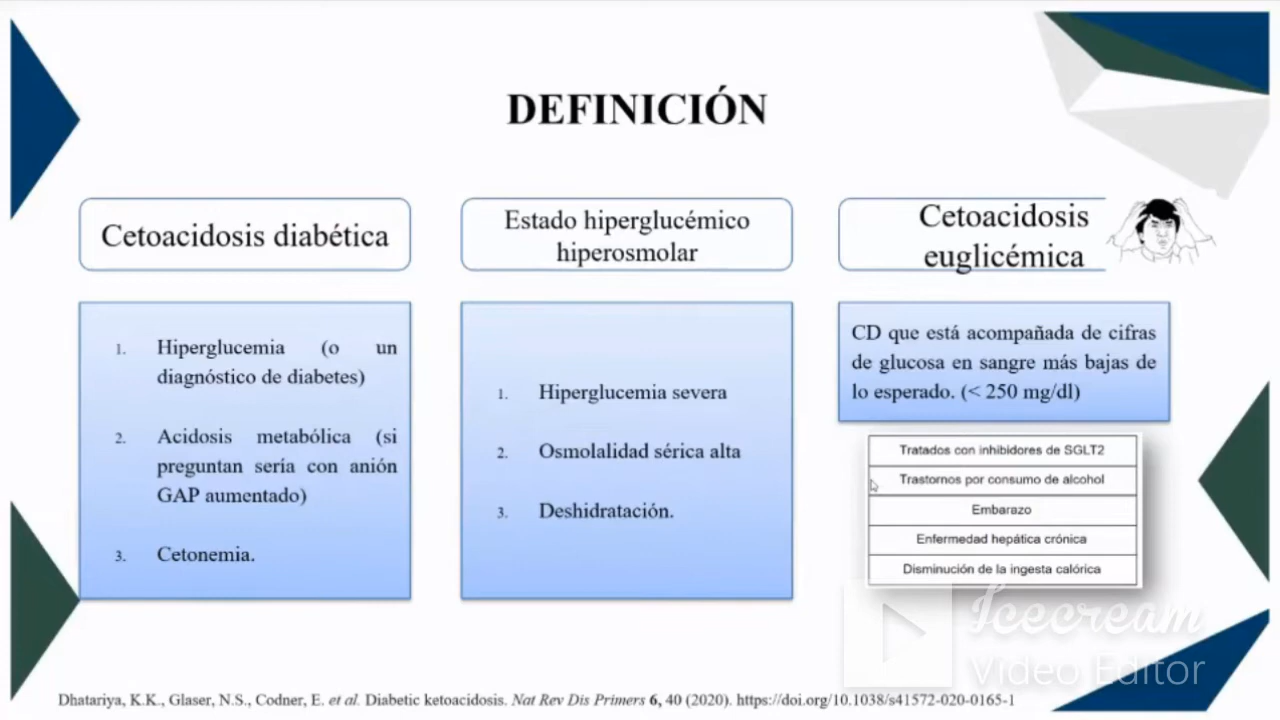 DEFINICIÓN
Cetoacidosis diabética
1. Hiperglucemia (o un
diagnóstico de diabetes)
2. Acidosis metabólica (si
preguntan sería con anión
GAP aumentado)
3. Cetonemia.
Estado hiperglucémico
hiperosmolar
1. Hiperglucemia severa
2. Osmolalidad sérica alta
3. Deshidratación.
Cetoacidosis
euglicémica
CD que está acompañada de cifras
de glucosa en sangre más bajas de
lo esperado. (< 250 mg/dl)
Tratados con inhibidores de SGLT2
Trastornos por consumo de alcohol
Embarazo
Enfermedad hepática crónica
Disminución de la ingesta calórica
Icecream
Video Editor
Dhatariya, K.K., Glaser, N.S., Codner, E. et al. Diabetic ketoacidosis. Nat Rev Dis Primers 6, 40 (2020). https://doi.org/10.1038/s41572-020-0165-1